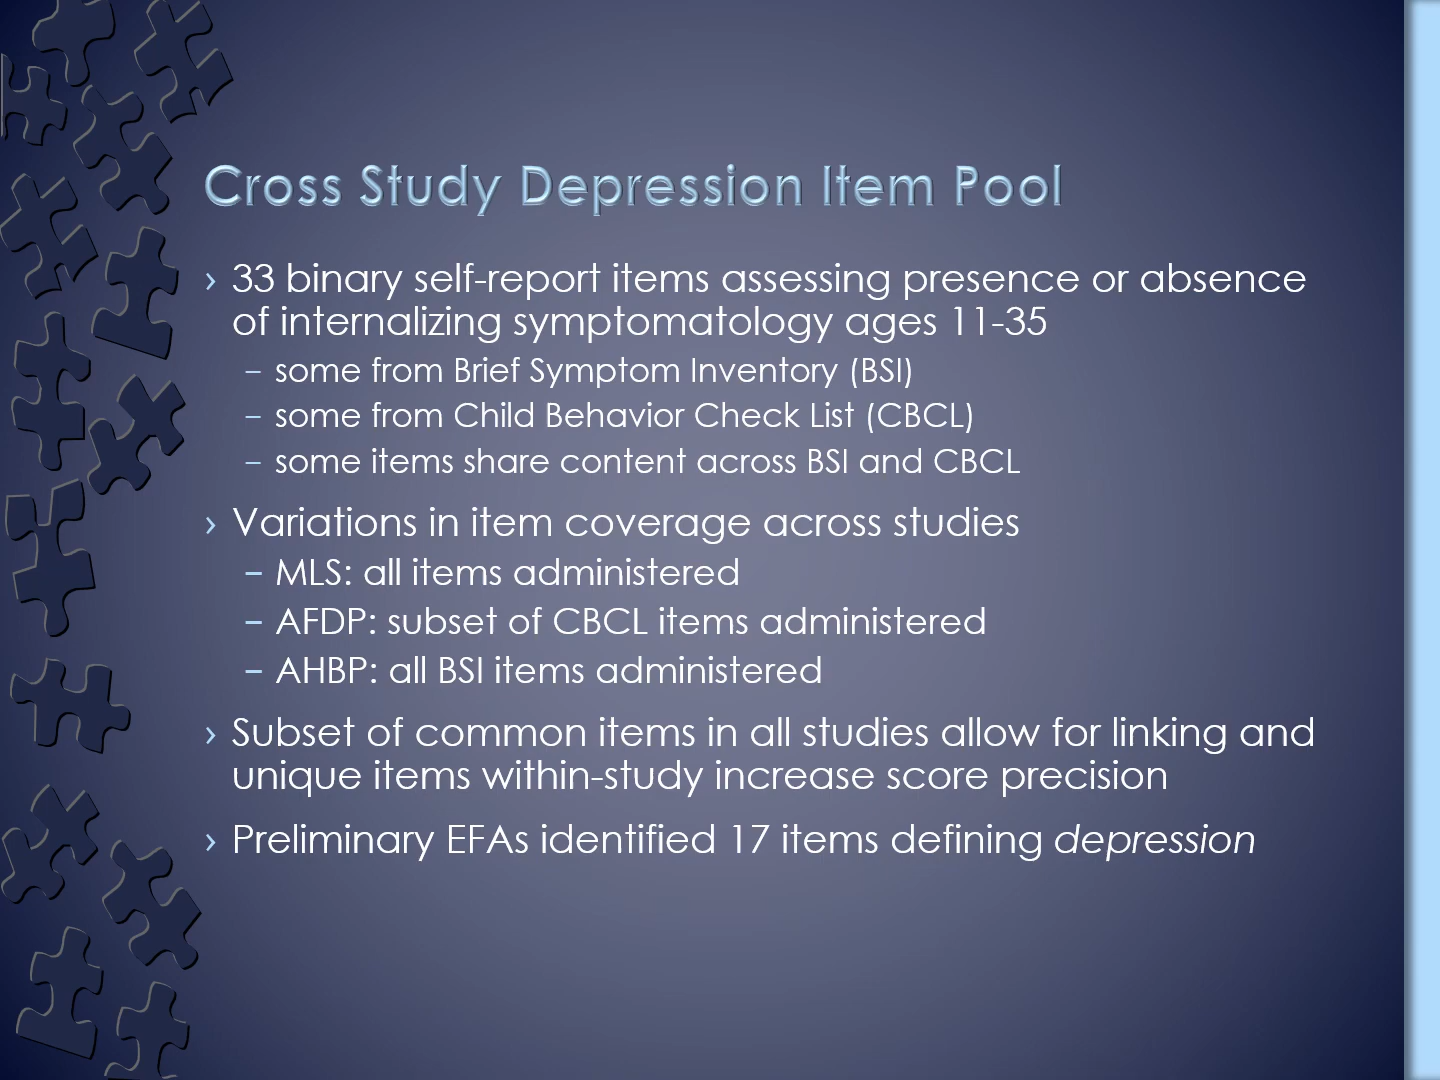 Cross Study Depression Item Pool
› 33 binary self-report items assessing presence or absence
of internalizing symptomatology ages 11-35
– some from Brief Symptom Inventory (BSI)
– some from Child Behavior Check List (CBCL)
– some items share content across BSI and CBCL
› Variations in item coverage across studies
– MLS: all items administered
– AFDP: subset of CBCL items administered
– AHBP: all BSI items administered
› Subset of common items in all studies allow for linking and
unique items within-study increase score precision
› Preliminary EFAs identified 17 items defining depression